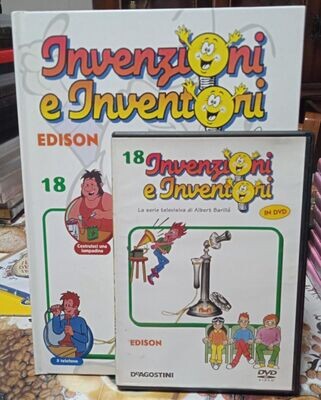 Invenzioni
e Inventori
EDISON
18
Costruisci una
lampadina
Il telefono
18 Invenzioni
e Inventori
La serie televisiva di Albert Barillé
IN DVD
EDISON
DEAGOSTINI
DVD
VIDEO